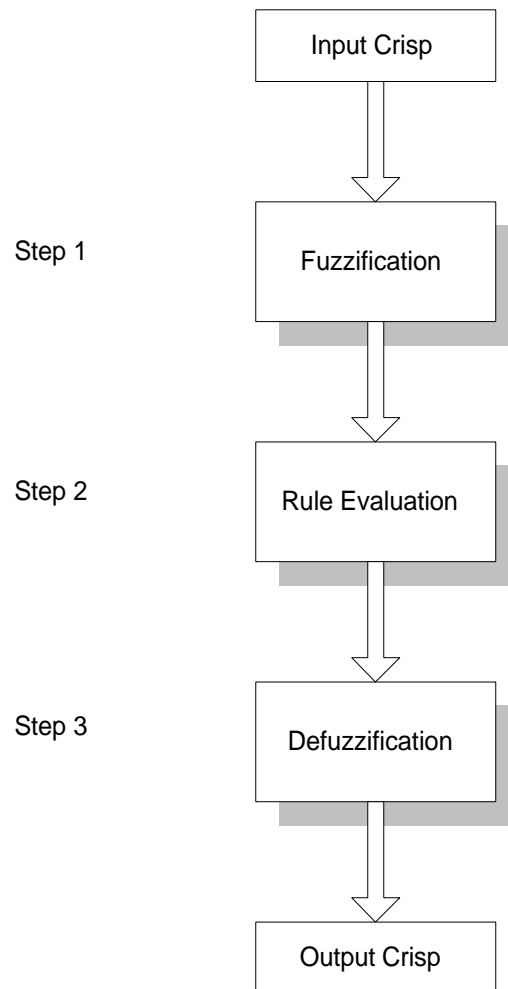 Input Crisp
Step 1
Fuzzification
Step 2
Rule Evaluation
Step 3
Defuzzification
Output Crisp